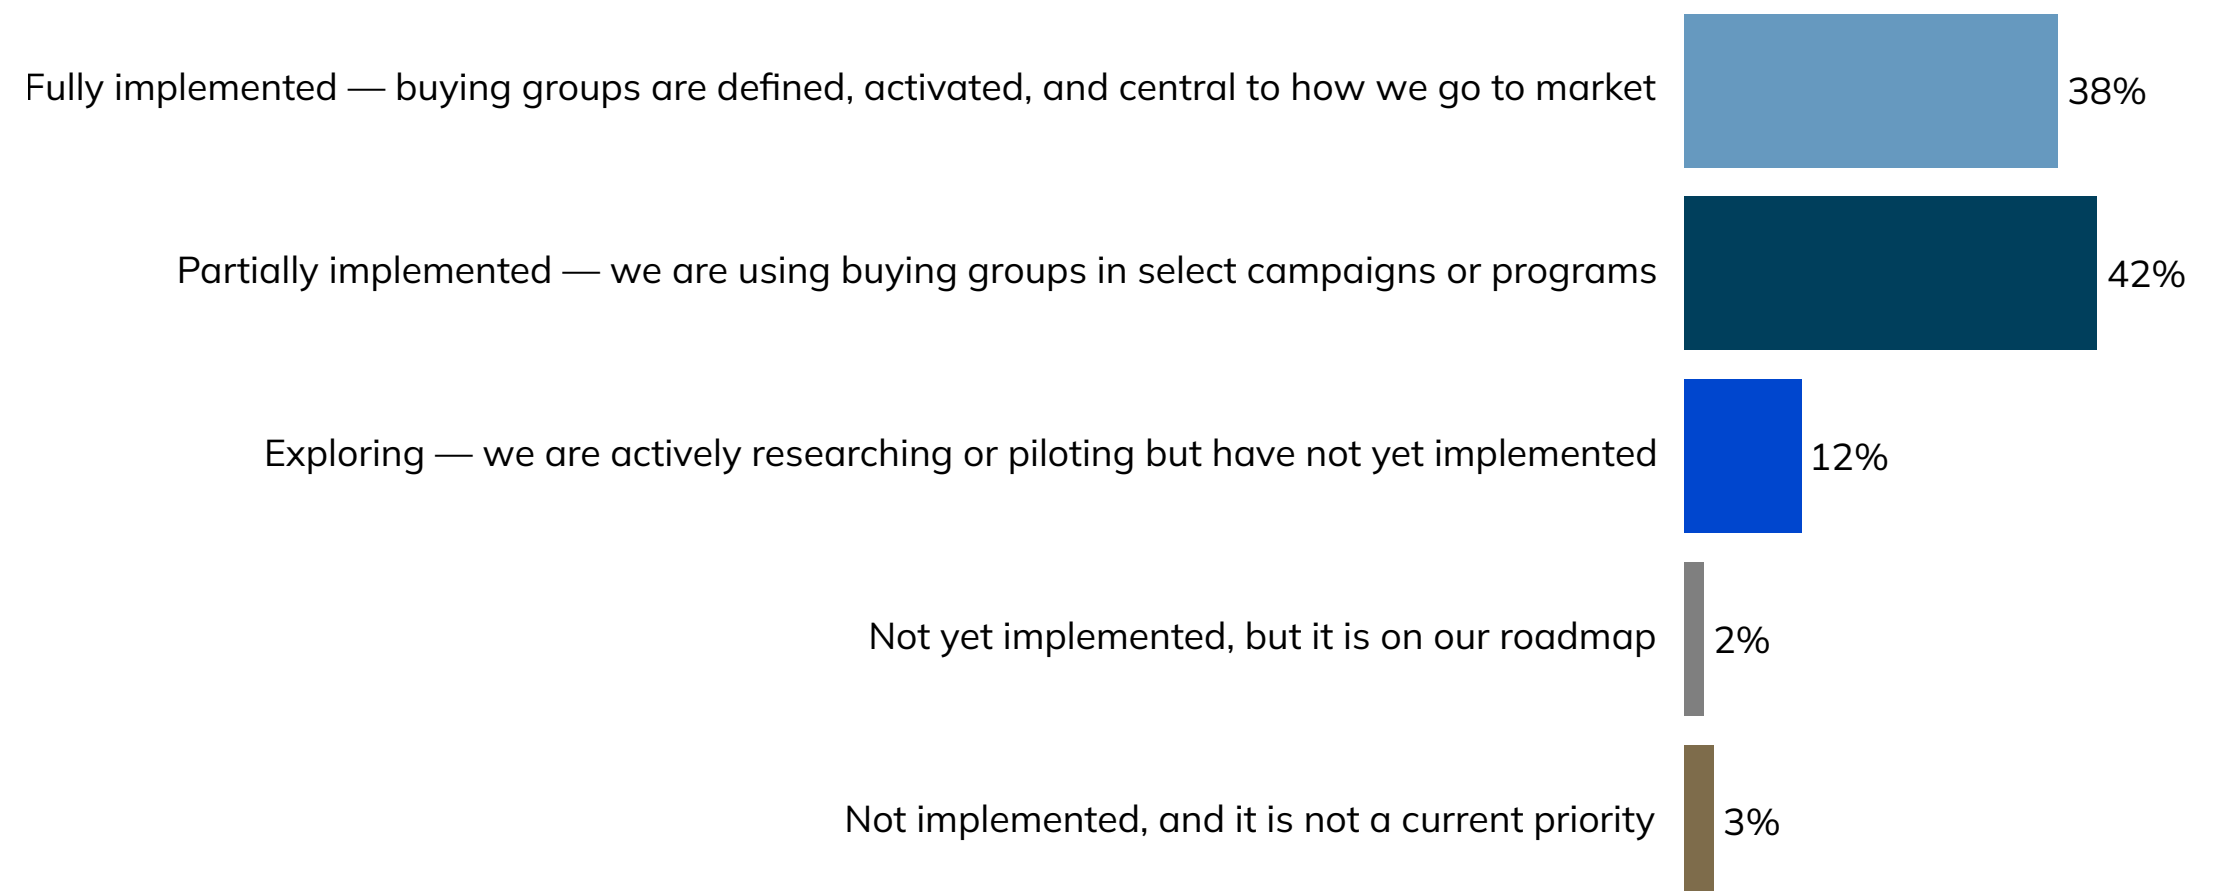 Fully implemented — buying groups are defined, activated, and central to how we go to market 38%
Partially implemented — we are using buying groups in select campaigns or programs 42%
Exploring — we are actively researching or piloting but have not yet implemented 12%
Not yet implemented, but it is on our roadmap 2%
Not implemented, and it is not a current priority 3%